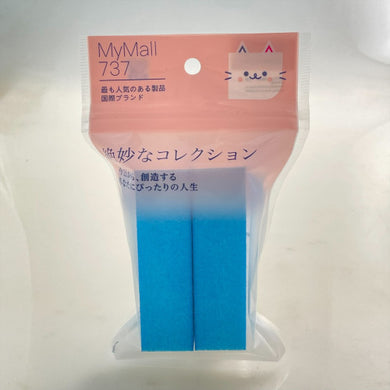 MyMall
737
最も人気のある製品
国際ブランド
絶妙なコレクション
、創造する
にぴったりの人生